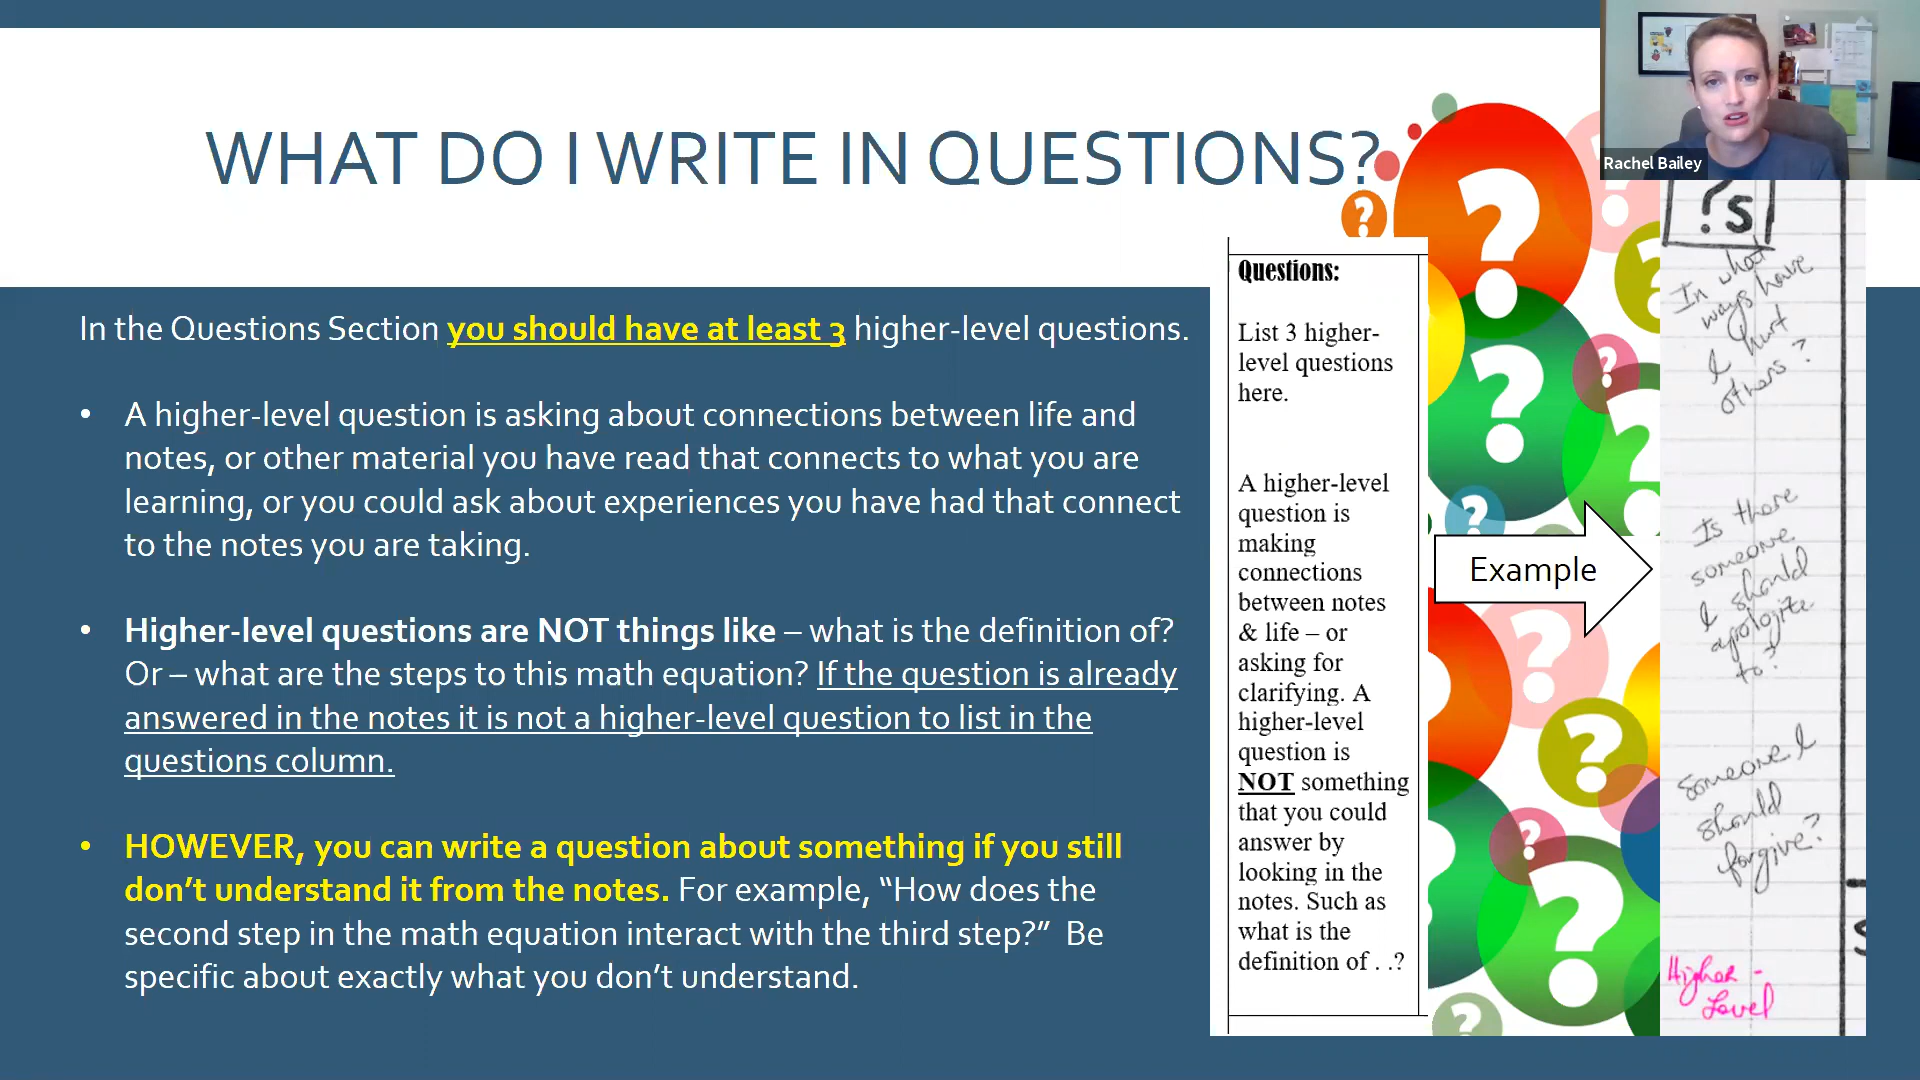 WHAT DO I WRITE IN QUESTIONS?
Rachel Bailey
In the Questions Section you should have at least 3 higher-level questions.
• A higher-level question is asking about connections between life and
notes, or other material you have read that connects to what you are
learning, or you could ask about experiences you have had that connect
to the notes you are taking.
• Higher-level questions are NOT things like – what is the definition of?
Or – what are the steps to this math equation? If the question is already
answered in the notes it is not a higher-level question to list in the
questions column.
• HOWEVER, you can write a question about something if you still
don’t understand it from the notes. For example, “How does the
second step in the math equation interact with the third step?” Be
specific about exactly what you don’t understand.
Questions:
List 3 higher-
level questions
here.
A higher-level
question is
making
connections
between notes
& life – or
asking for
clarifying. A
higher-level
question is
NOT something
that you could
answer by
looking in the
notes. Such as
what is the
definition of . .?
Example
?s
In what
ways have
I hurt
others?
Is there
someone
I should
apologize
to?
Someone I
should
forgive?
Higher -
Level